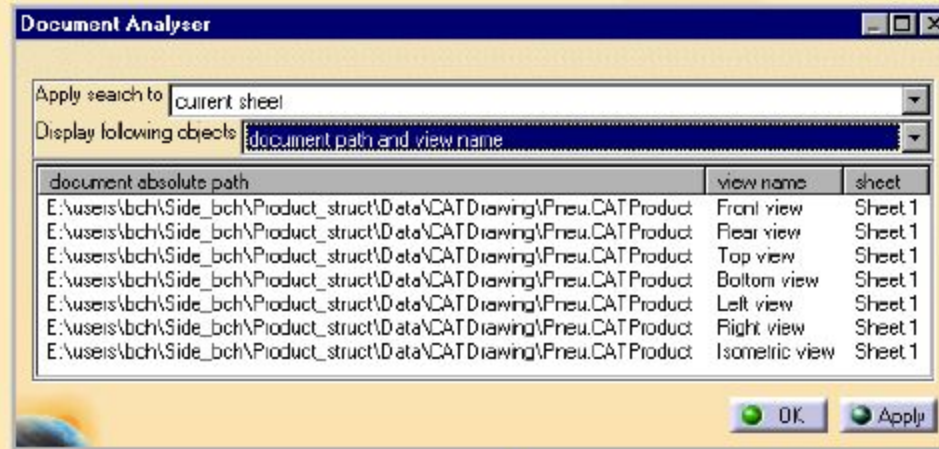 Document Analyser
Apply search to current sheet
Display following objects document path and view name
document absolute path view name sheet
E:\users\bch\Side_bch\Product_struct\Data\CATDrawing\Pneu.CATProduct Front view Sheet.1
E:\users\bch\Side_bch\Product_struct\Data\CATDrawing\Pneu.CATProduct Rear view Sheet.1
E:\users\bch\Side_bch\Product_struct\Data\CATDrawing\Pneu.CATProduct Top view Sheet.1
E:\users\bch\Side_bch\Product_struct\Data\CATDrawing\Pneu.CATProduct Bottom view Sheet.1
E:\users\bch\Side_bch\Product_struct\Data\CATDrawing\Pneu.CATProduct Left view Sheet.1
E:\users\bch\Side_bch\Product_struct\Data\CATDrawing\Pneu.CATProduct Right view Sheet.1
E:\users\bch\Side_bch\Product_struct\Data\CATDrawing\Pneu.CATProduct Isometric view Sheet.1
OK Apply